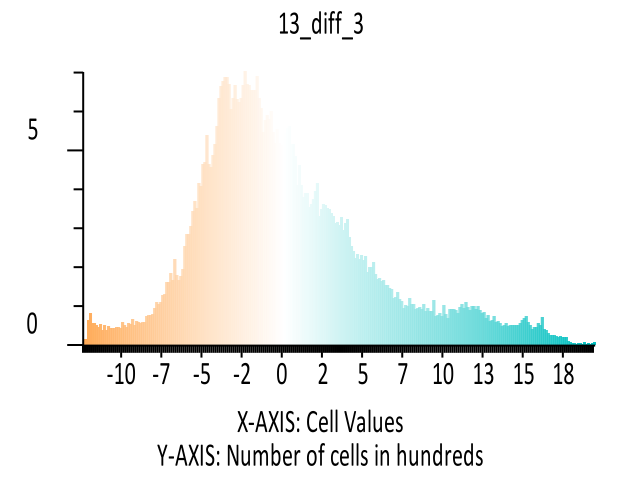 13_diff_3
5
0
-10 -7 -5 -2 0 2 5 7 10 13 15 18
X-AXIS: Cell Values
Y-AXIS: Number of cells in hundreds